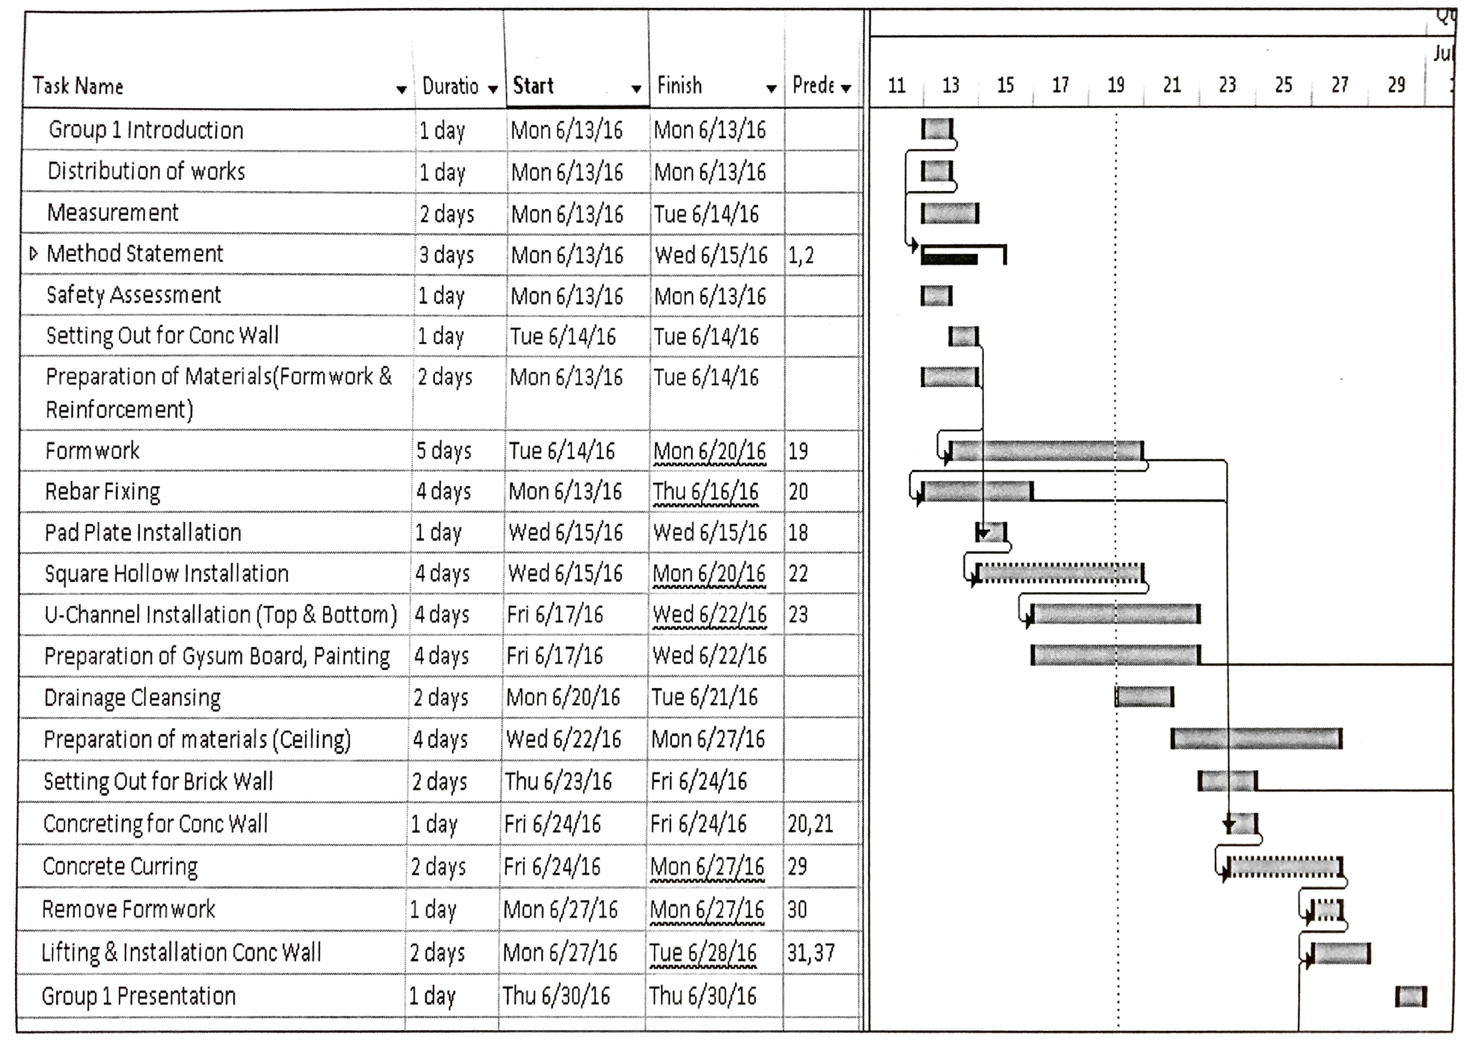 Qu
Jul
Task Name Duratio Start Finish Prede 11 13 15 17 19 21 23 25 27 29 1
Group 1 Introduction 1 day Mon 6/13/16 Mon 6/13/16
Distribution of works 1 day Mon 6/13/16 Mon 6/13/16
Measurement 2 days Mon 6/13/16 Tue 6/14/16
Method Statement 3 days Mon 6/13/16 Wed 6/15/16 1,2
Safety Assessment 1 day Mon 6/13/16 Mon 6/13/16
Setting Out for Conc Wall 1 day Tue 6/14/16 Tue 6/14/16
Preparation of Materials(Formwork & 2 days Mon 6/13/16 Tue 6/14/16
Reinforcement)
Formwork 5 days Tue 6/14/16 Mon 6/20/16 19
Rebar Fixing 4 days Mon 6/13/16 Thu 6/16/16 20
Pad Plate Installation 1 day Wed 6/15/16 Wed 6/15/16 18
Square Hollow Installation 4 days Wed 6/15/16 Mon 6/20/16 22
U-Channel Installation (Top & Bottom) 4 days Fri 6/17/16 Wed 6/22/16 23
Preparation of Gysum Board, Painting 4 days Fri 6/17/16 Wed 6/22/16
Drainage Cleansing 2 days Mon 6/20/16 Tue 6/21/16
Preparation of materials (Ceiling) 4 days Wed 6/22/16 Mon 6/27/16
Setting Out for Brick Wall 2 days Thu 6/23/16 Fri 6/24/16
Concreting for Conc Wall 1 day Fri 6/24/16 Fri 6/24/16 20,21
Concrete Curring 2 days Fri 6/24/16 Mon 6/27/16 29
Remove Formwork 1 day Mon 6/27/16 Mon 6/27/16 30
Lifting & Installation Conc Wall 2 days Mon 6/27/16 Tue 6/28/16 31,37
Group 1 Presentation 1 day Thu 6/30/16 Thu 6/30/16